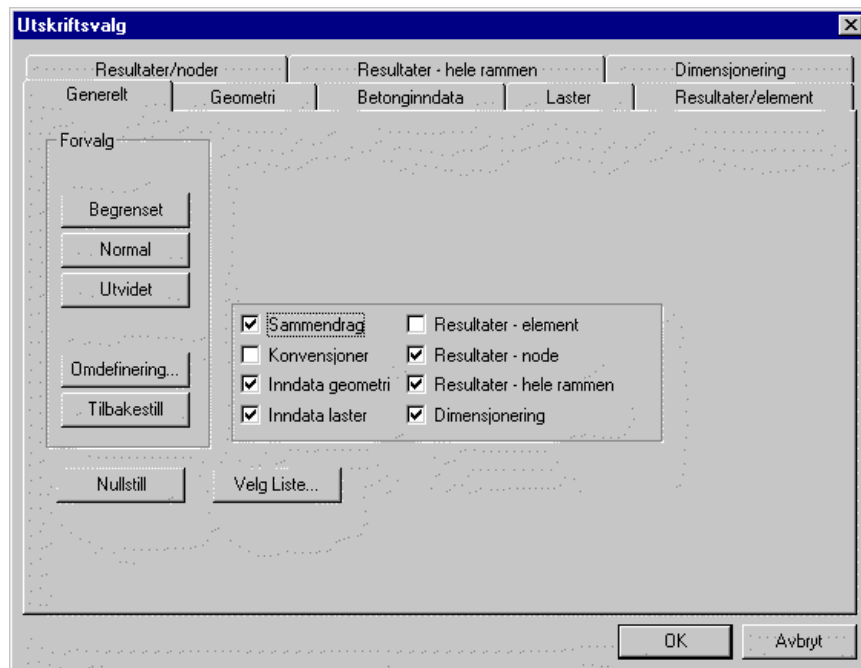 Utskriftsvalg
Resultater/noder Resultater - hele rammen Dimensjonering
Generelt Geometri Betonginndata Laster Resultater/element
Forvalg
Begrenset
Normal
Utvidet
Omdefinering...
Tilbakestill
Sammendrag Resultater - element
Konvensjoner Resultater - node
Inndata geometri Resultater - hele rammen
Inndata laster Dimensjonering
Nullstill Velg Liste...
OK Avbryt